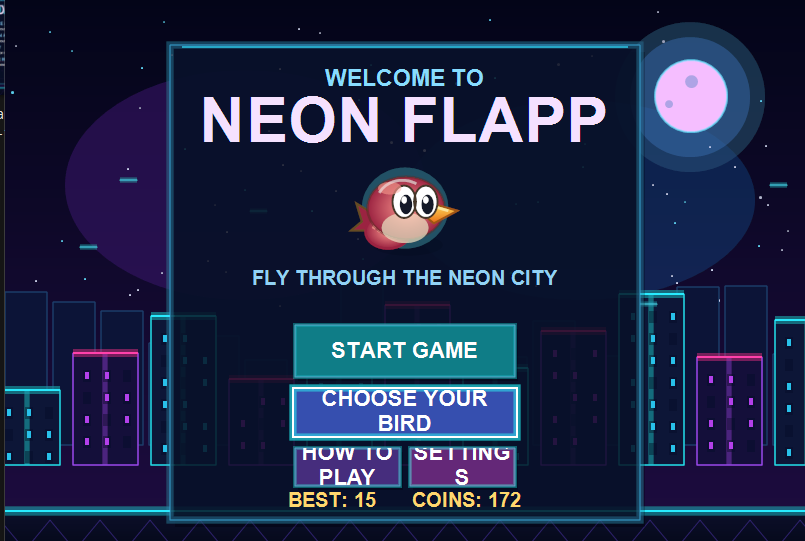 WELCOME TO
NEON FLAPP
FLY THROUGH THE NEON CITY
START GAME
CHOOSE YOUR
BIRD
HOW TO
PLAY
SETTING
S
BEST: 15
COINS: 172